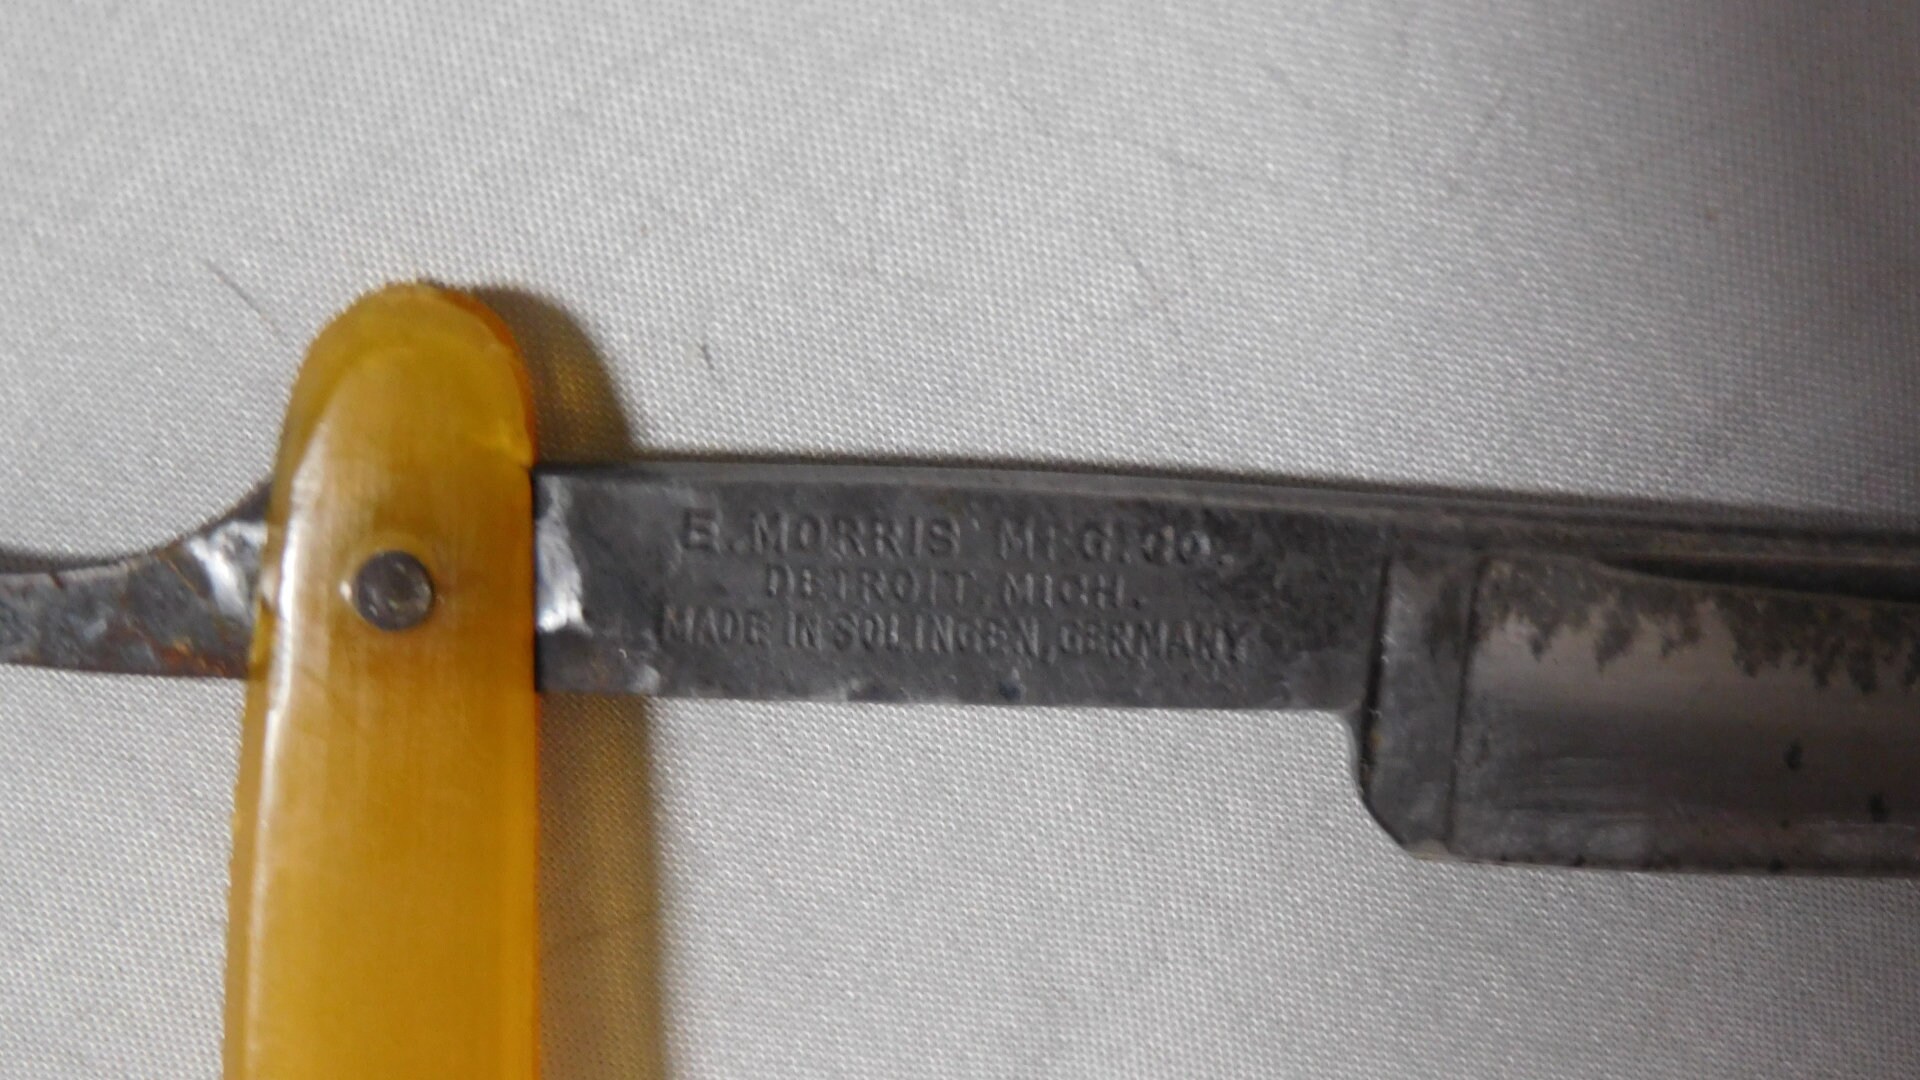 E. MORRIS MFG. CO.
DETROIT, MICH.
MADE IN SOLINGEN, GERMANY